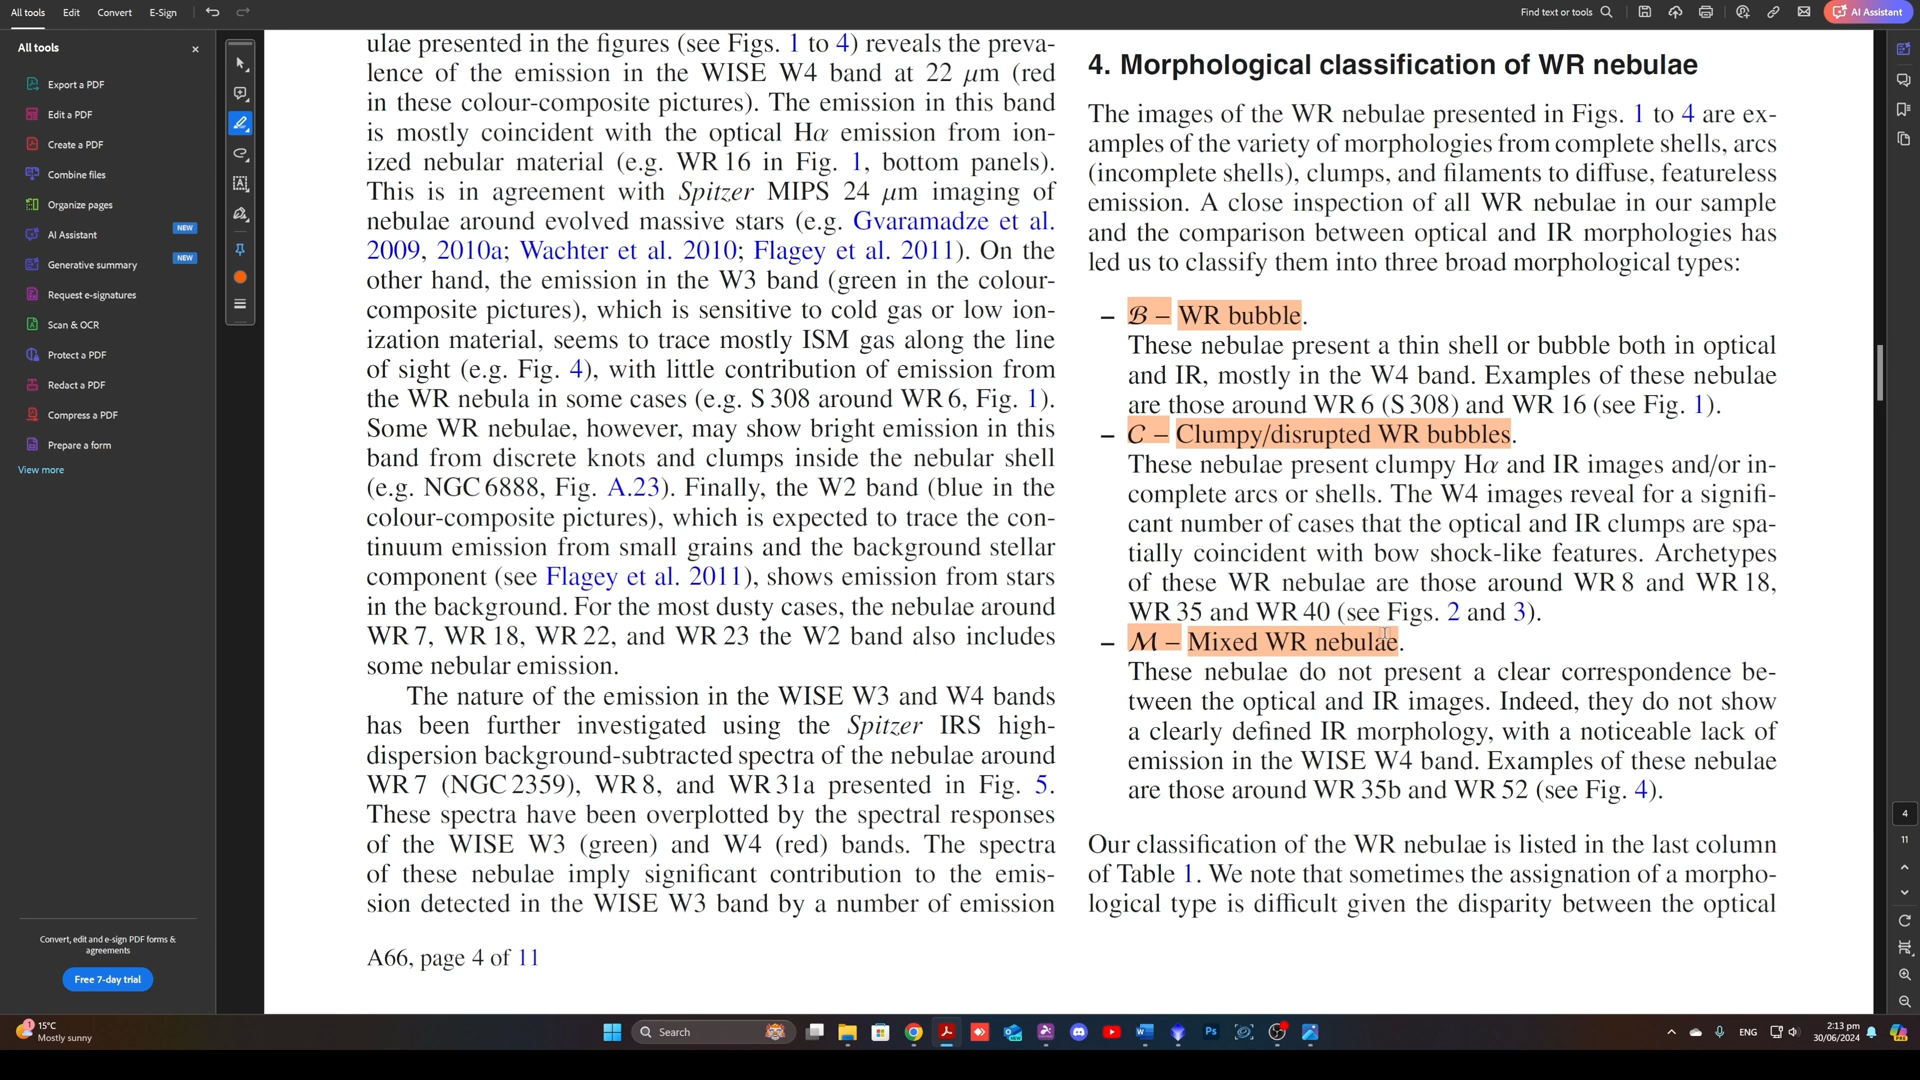 All tools
Edit
Convert
E-Sign
Find text or tools
AI Assistant
All tools
Export a PDF
Edit a PDF
Create a PDF
Combine files
Organize pages
AI Assistant
NEW
Generative summary
NEW
Request e-signatures
Scan & OCR
Protect a PDF
Redact a PDF
Compress a PDF
Prepare a form
View more
Convert, edit and e-sign PDF forms &
agreements
Free 7-day trial
ulae presented in the figures (see Figs. 1 to 4) reveals the preva-
lence of the emission in the WISE W4 band at 22 μm (red
in these colour-composite pictures). The emission in this band
is mostly coincident with the optical Hα emission from ion-
ized nebular material (e.g. WR 16 in Fig. 1, bottom panels).
This is in agreement with Spitzer MIPS 24 μm imaging of
nebulae around evolved massive stars (e.g. Gvaramadze et al.
2009, 2010a; Wachter et al. 2010; Flagey et al. 2011). On the
other hand, the emission in the W3 band (green in the colour-
composite pictures), which is sensitive to cold gas or low ion-
ization material, seems to trace mostly ISM gas along the line
of sight (e.g. Fig. 4), with little contribution of emission from
the WR nebula in some cases (e.g. S 308 around WR 6, Fig. 1).
Some WR nebulae, however, may show bright emission in this
band from discrete knots and clumps inside the nebular shell
(e.g. NGC 6888, Fig. A.23). Finally, the W2 band (blue in the
colour-composite pictures), which is expected to trace the con-
tinuum emission from small grains and the background stellar
component (see Flagey et al. 2011), shows emission from stars
in the background. For the most dusty cases, the nebulae around
WR 7, WR 18, WR 22, and WR 23 the W2 band also includes
some nebular emission.
The nature of the emission in the WISE W3 and W4 bands
has been further investigated using the Spitzer IRS high-
dispersion background-subtracted spectra of the nebulae around
WR 7 (NGC 2359), WR 8, and WR 31a presented in Fig. 5.
These spectra have been overplotted by the spectral responses
of the WISE W3 (green) and W4 (red) bands. The spectra
of these nebulae imply significant contribution to the emis-
sion detected in the WISE W3 band by a number of emission
A66, page 4 of 11
4. Morphological classification of WR nebulae
The images of the WR nebulae presented in Figs. 1 to 4 are ex-
amples of the variety of morphologies from complete shells, arcs
(incomplete shells), clumps, and filaments to diffuse, featureless
emission. A close inspection of all WR nebulae in our sample
and the comparison between optical and IR morphologies has
led us to classify them into three broad morphological types:
– ℬ – WR bubble.
These nebulae present a thin shell or bubble both in optical
and IR, mostly in the W4 band. Examples of these nebulae
are those around WR 6 (S 308) and WR 16 (see Fig. 1).
– 𝒞 – Clumpy/disrupted WR bubbles.
These nebulae present clumpy Hα and IR images and/or in-
complete arcs or shells. The W4 images reveal for a signifi-
cant number of cases that the optical and IR clumps are spa-
tially coincident with bow shock-like features. Archetypes
of these WR nebulae are those around WR 8 and WR 18,
WR 35 and WR 40 (see Figs. 2 and 3).
– ℳ – Mixed WR nebulae.
These nebulae do not present a clear correspondence be-
tween the optical and IR images. Indeed, they do not show
a clearly defined IR morphology, with a noticeable lack of
emission in the WISE W4 band. Examples of these nebulae
are those around WR 35b and WR 52 (see Fig. 4).
Our classification of the WR nebulae is listed in the last column
of Table 1. We note that sometimes the assignation of a morpho-
logical type is difficult given the disparity between the optical
4
11
1
15°C
Mostly sunny
Search
Ps
ENG
2:13 pm
30/06/2024